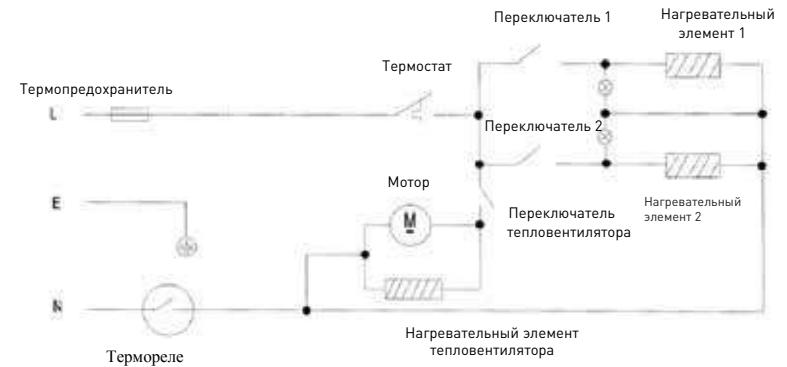 Переключатель 1
Нагревательный
элемент 1
Термостат
Термопредохранитель
L
Переключатель 2
E
Мотор
M
Переключатель
тепловентилятора
Нагревательный
элемент 2
N
Нагревательный элемент
тепловентилятора
Термореле